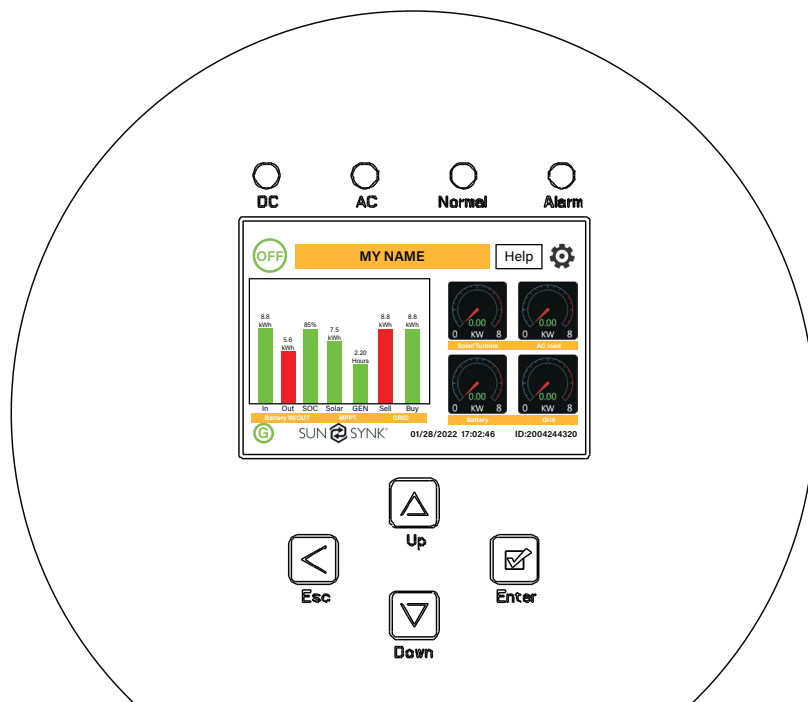 DC AC Normal Alarm
OFF MY NAME Help
8.8 kWh
5.6 kWh
85%
7.5 kWh
2.20 Hours
8.8 kWh
8.8 kWh
In Out SOC Solar GEN Sell Buy
Battery IN/OUT MPPT. GRID
0.00
0 KW 8
Solar/Turbine
0.00
0 KW 8
AC load
0.00
0 KW 8
Battery
0.00
0 KW 8
Grid
G SUN SYNK® 01/28/2022 17:02:46 ID:2004244320
Up
Esc
Enter
Down